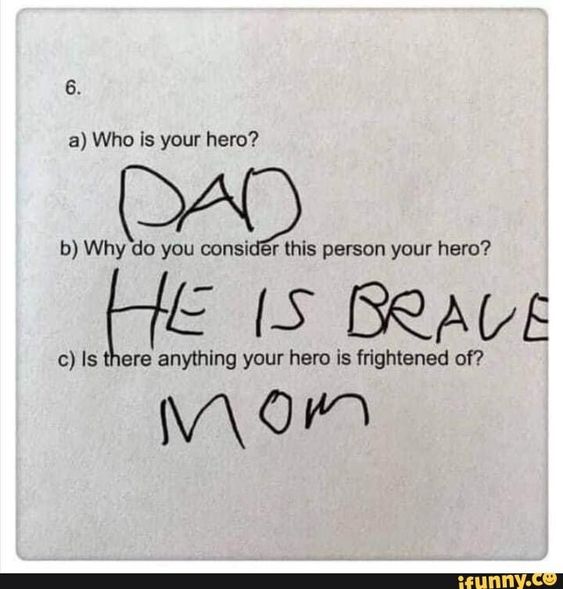 6.
a) Who is your hero?
DAD
b) Why do you consider this person your hero?
HE IS BRAVE
c) Is there anything your hero is frightened of?
MOM
ifunny.co